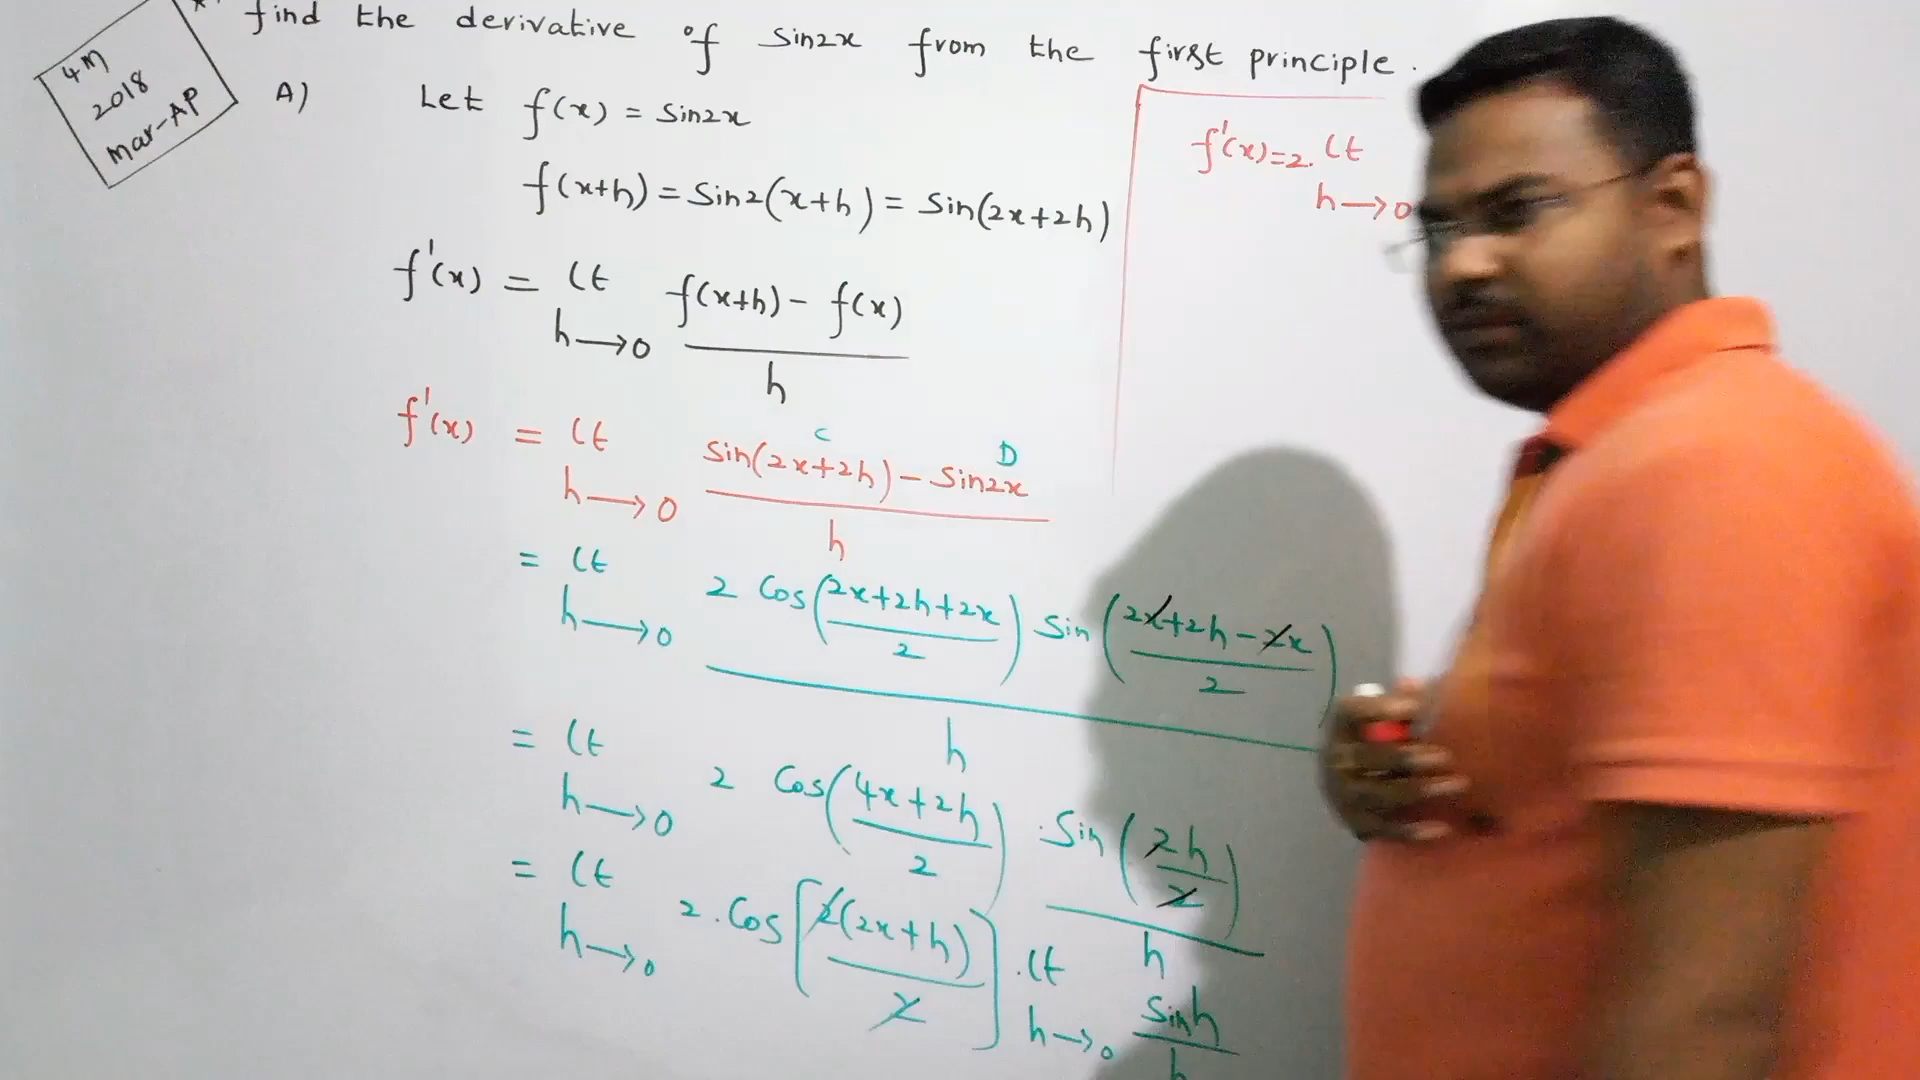 find the derivative of Sin2x from the first principle.
4M
2018
Mar-AP
A) Let f(x) = Sin2x
f(x+h) = Sin2(x+h) = Sin(2x+2h)
f'(x) = Lt h→0 f(x+h) - f(x) / h
f'(x) = Lt h→0 Sin(2x+2h) - Sin2x / h
C D
= Lt h→0 2 Cos(2x+2h+2x / 2) Sin(2x+2h-2x / 2) / h
= Lt h→0 2 Cos(4x+2h / 2) . Sin(2h / 2) / h
= Lt h→0 2. Cos[2(2x+h) / 2] . Lt h→0 Sinh / h
f'(x)=2. Lt h→0